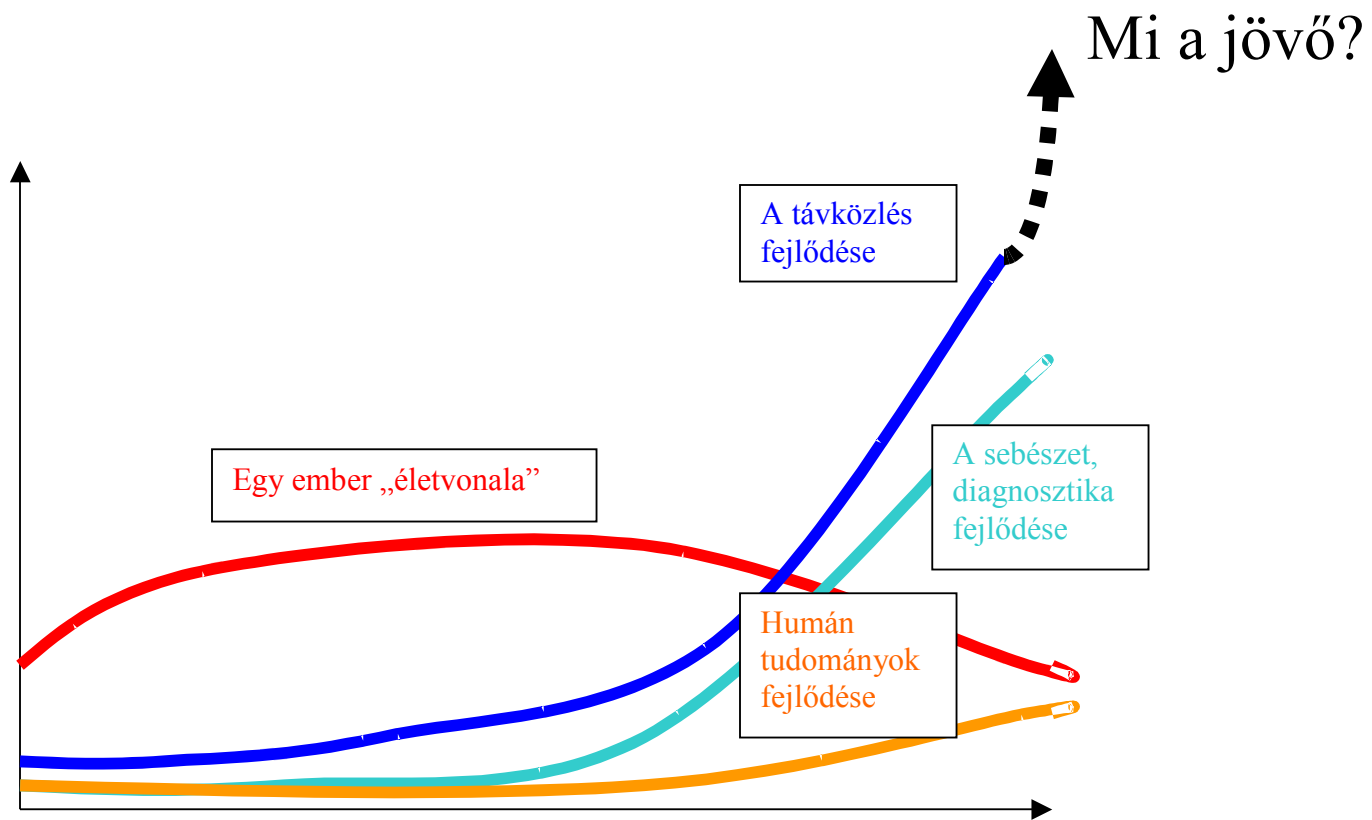 Mi a jövő?
A távközlés
fejlődése
Egy ember „életvonala”
A sebészet,
diagnosztika
fejlődése
Humán
tudományok
fejlődése